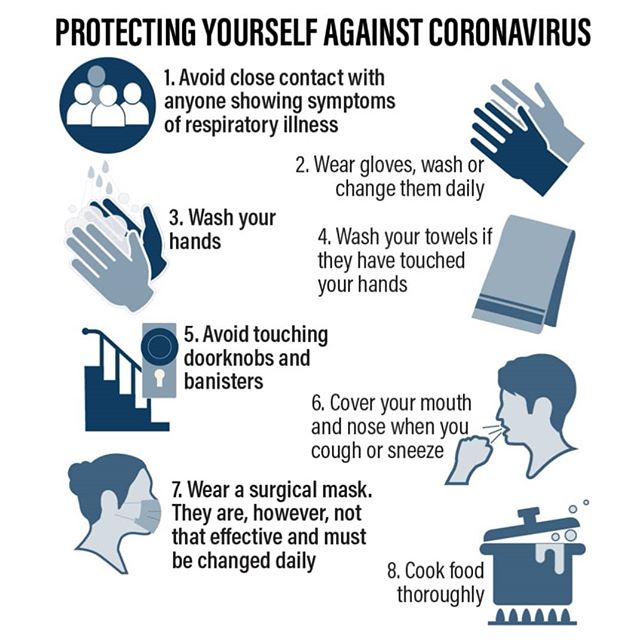 PROTECTING YOURSELF AGAINST CORONAVIRUS
1. Avoid close contact with
anyone showing symptoms
of respiratory illness
2. Wear gloves, wash or
change them daily
3. Wash your
hands
4. Wash your towels if
they have touched
your hands
5. Avoid touching
doorknobs and
banisters
6. Cover your mouth
and nose when you
cough or sneeze
7. Wear a surgical mask.
They are, however, not
that effective and must
be changed daily
8. Cook food
thoroughly